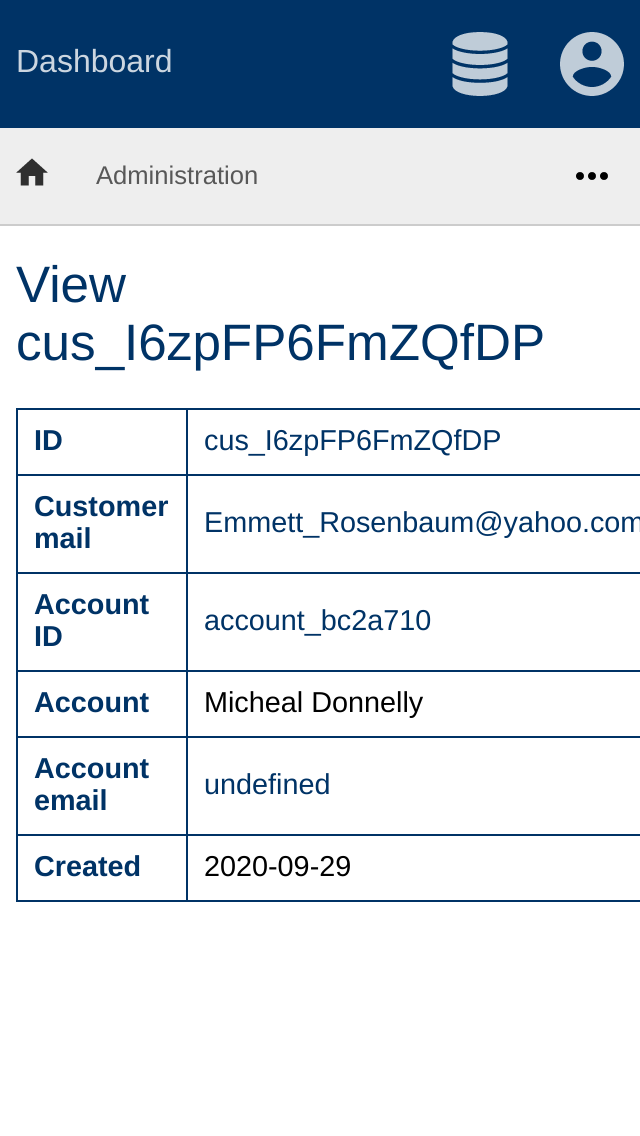 Dashboard
Administration
View
cus_I6zpFP6FmZQfDP
ID cus_I6zpFP6FmZQfDP
Customer
mail
Emmett_Rosenbaum@yahoo.com
Account
ID
account_bc2a710
Account Micheal Donnelly
Account
email
undefined
Created 2020-09-29